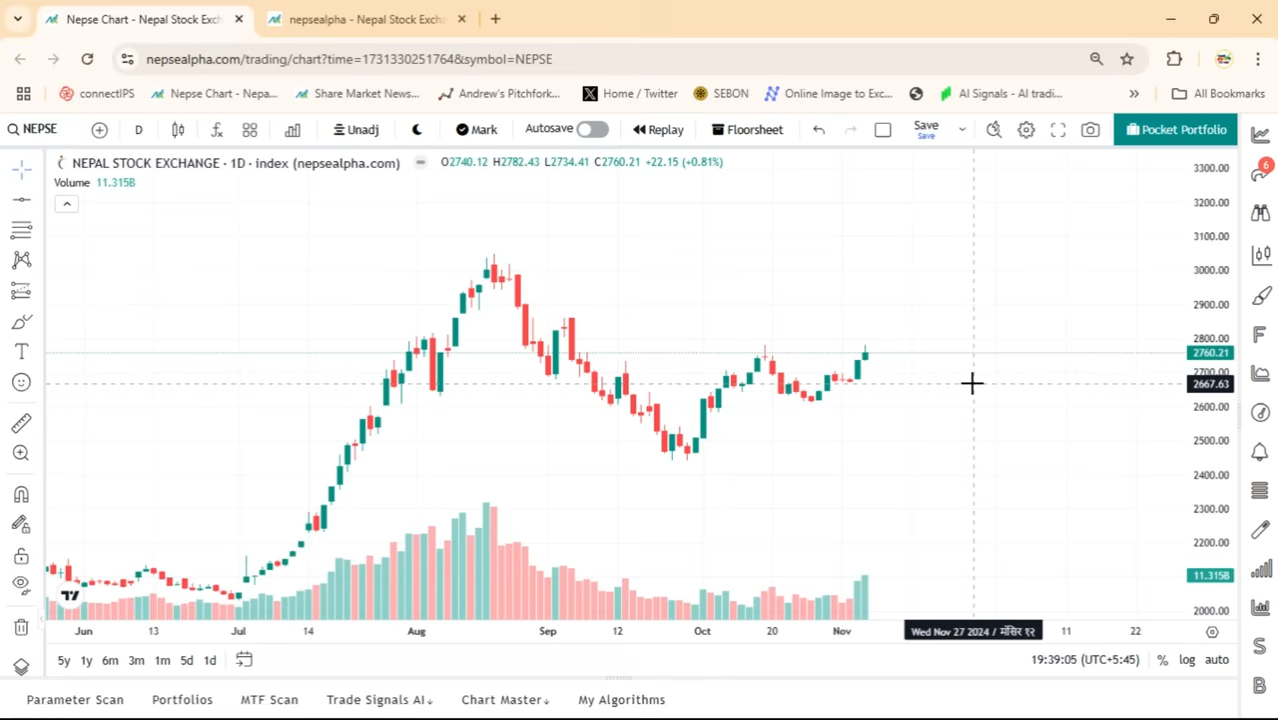 Nepse Chart - Nepal Stock Exch
nepsealpha - Nepal Stock Excha
nepsealpha.com/trading/chart?time=1731330251764&symbol=NEPSE
connectIPS
Nepse Chart - Nepa...
Share Market News...
Andrew's Pitchfork...
Home / Twitter
SEBON
Online Image to Exc...
AI Signals - AI tradi...
All Bookmarks
NEPSE
D
Unadj
Mark
Autosave
Replay
Floorsheet
Save
Save
Pocket Portfolio
NEPAL STOCK EXCHANGE · 1D · index (nepsealpha.com)
O2740.12 H2782.43 L2734.41 C2760.21 +22.15 (+0.81%)
Volume 11.315B
6
3300.00
3200.00
3100.00
3000.00
2900.00
2800.00
2760.21
2700.00
2667.63
2600.00
2500.00
2400.00
2300.00
2200.00
11.315B
2000.00
Jun
13
Jul
14
Aug
Sep
12
Oct
20
Nov
Wed Nov 27 2024 / मंसिर १२
11
22
5y 1y 6m 3m 1m 5d 1d
19:39:05 (UTC+5:45)
% log auto
Parameter Scan
Portfolios
MTF Scan
Trade Signals AI↓
Chart Master↓
My Algorithms